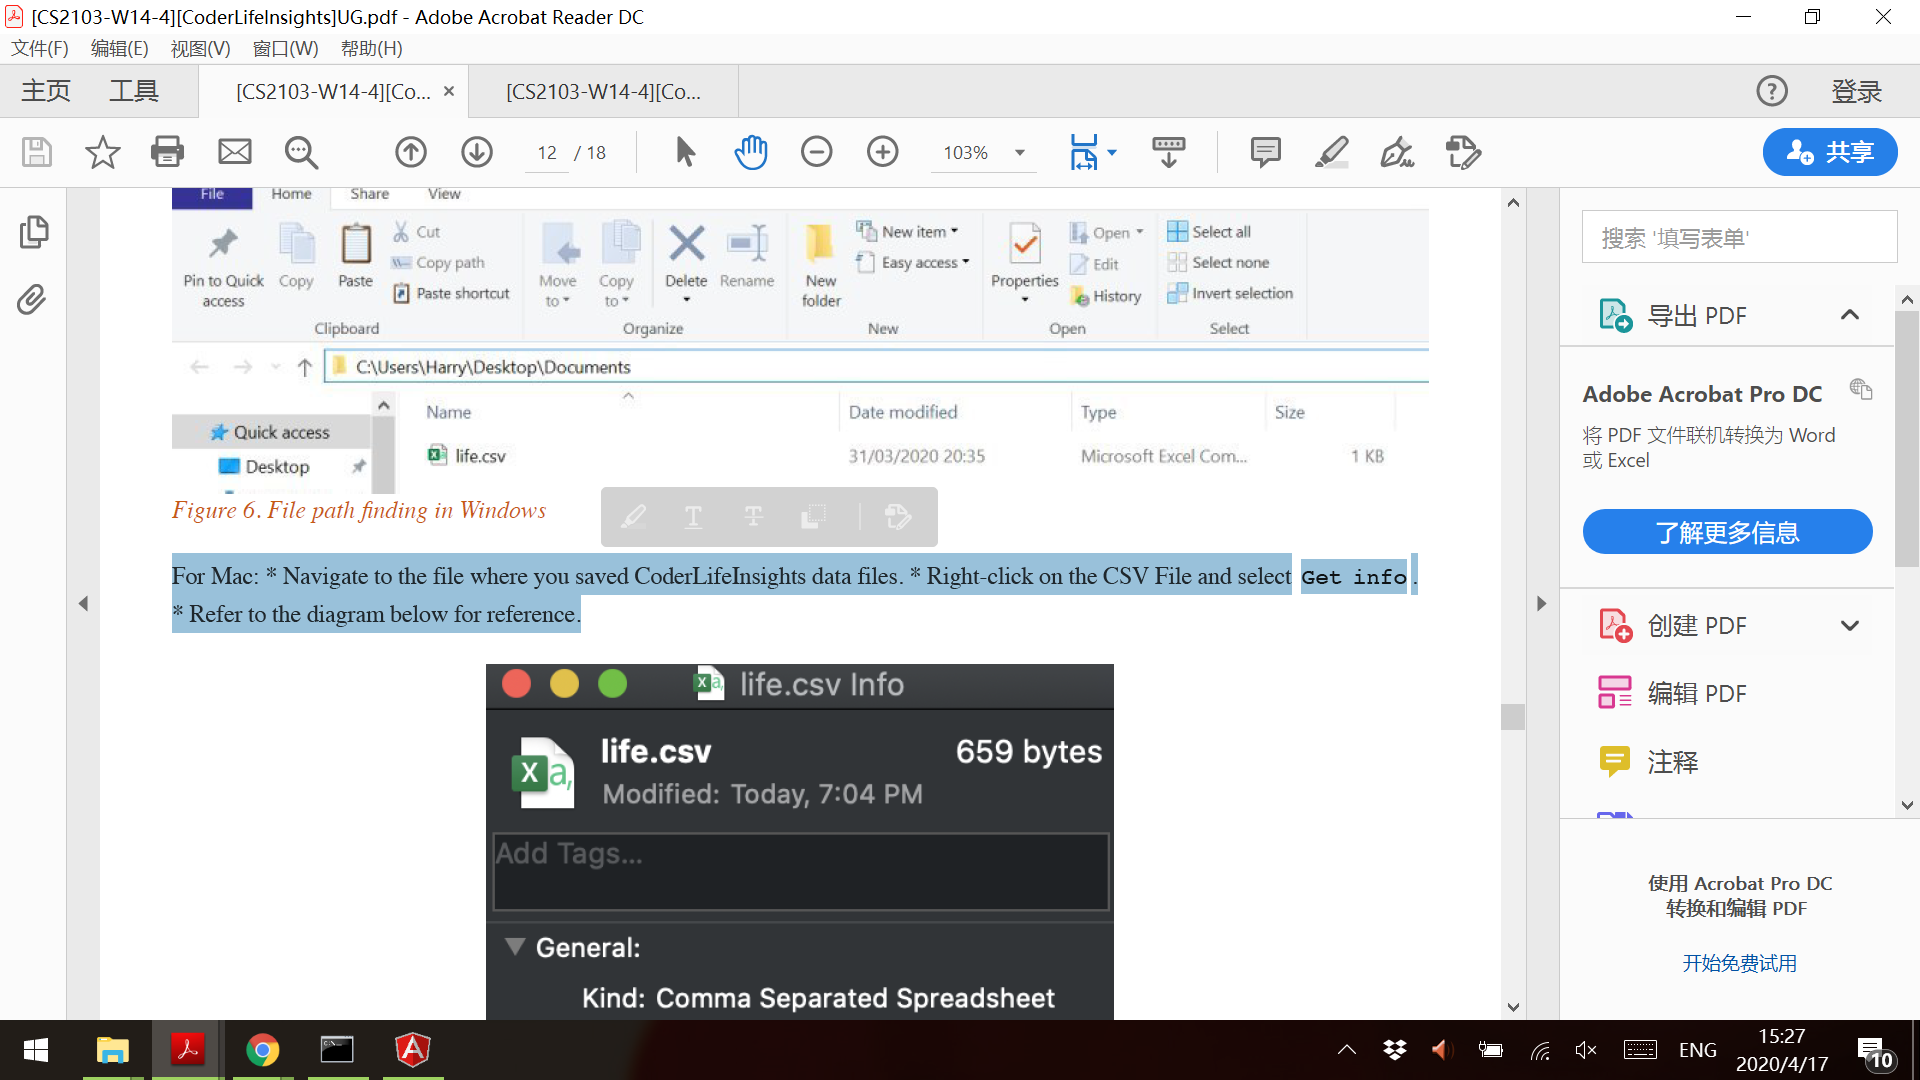 [CS2103-W14-4][CoderLifeInsights]UG.pdf - Adobe Acrobat Reader DC
文件(F) 编辑(E) 视图(V) 窗口(W) 帮助(H)
主页 工具 [CS2103-W14-4][Co... × [CS2103-W14-4][Co... 登录
12 / 18 103% 共享
File Home Share View
Pin to Quick access
Copy
Paste
Cut
Copy path
Paste shortcut
Move to
Copy to
Delete
Rename
New folder
New item
Easy access
Properties
Open
Edit
History
Select all
Select none
Invert selection
Clipboard Organize New Open Select
C:\Users\Harry\Desktop\Documents
Name Date modified Type Size
Quick access
Desktop
life.csv 31/03/2020 20:35 Microsoft Excel Com... 1 KB
Figure 6. File path finding in Windows
For Mac: * Navigate to the file where you saved CoderLifeInsights data files. * Right-click on the CSV File and select Get info .
* Refer to the diagram below for reference.
life.csv Info
life.csv 659 bytes
Modified: Today, 7:04 PM
Add Tags...
General:
Kind: Comma Separated Spreadsheet
搜索 '填写表单'
导出 PDF
Adobe Acrobat Pro DC
将 PDF 文件联机转换为 Word
或 Excel
了解更多信息
创建 PDF
编辑 PDF
注释
使用 Acrobat Pro DC
转换和编辑 PDF
开始免费试用
ENG
15:27
2020/4/17
10